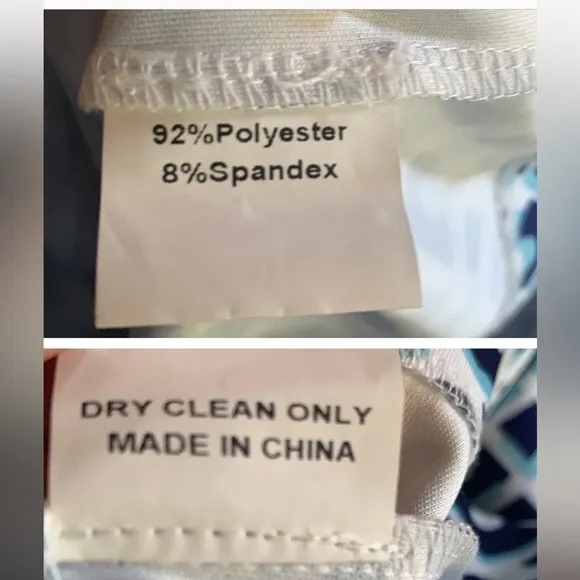 92%Polyester
8%Spandex
DRY CLEAN ONLY
MADE IN CHINA